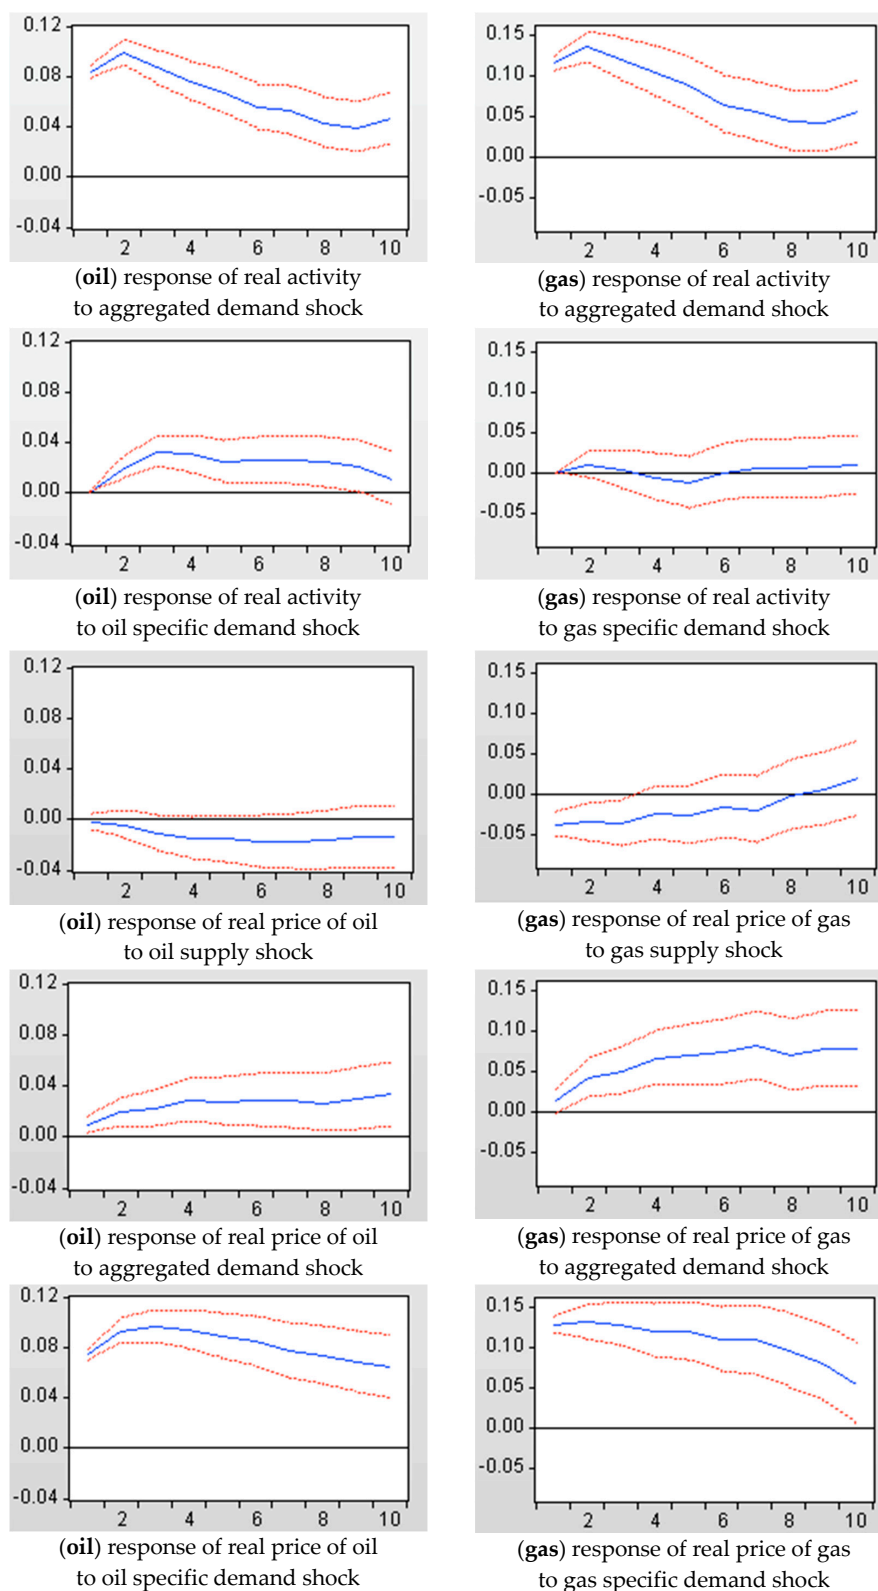 0.12
0.08
0.04
0.00
-0.04
2 4 6 8 10
(oil) response of real activity
to aggregated demand shock
0.15
0.10
0.05
0.00
-0.05
2 4 6 8 10
(gas) response of real activity
to aggregated demand shock
0.12
0.08
0.04
0.00
-0.04
2 4 6 8 10
(oil) response of real activity
to oil specific demand shock
0.15
0.10
0.05
0.00
-0.05
2 4 6 8 10
(gas) response of real activity
to gas specific demand shock
0.12
0.08
0.04
0.00
-0.04
2 4 6 8 10
(oil) response of real price of oil
to oil supply shock
0.15
0.10
0.05
0.00
-0.05
2 4 6 8 10
(gas) response of real price of gas
to gas supply shock
0.12
0.08
0.04
0.00
-0.04
2 4 6 8 10
(oil) response of real price of oil
to aggregated demand shock
0.15
0.10
0.05
0.00
-0.05
2 4 6 8 10
(gas) response of real price of gas
to aggregated demand shock
0.12
0.08
0.04
0.00
-0.04
2 4 6 8 10
(oil) response of real price of oil
to oil specific demand shock
0.15
0.10
0.05
0.00
-0.05
2 4 6 8 10
(gas) response of real price of gas
to gas specific demand shock